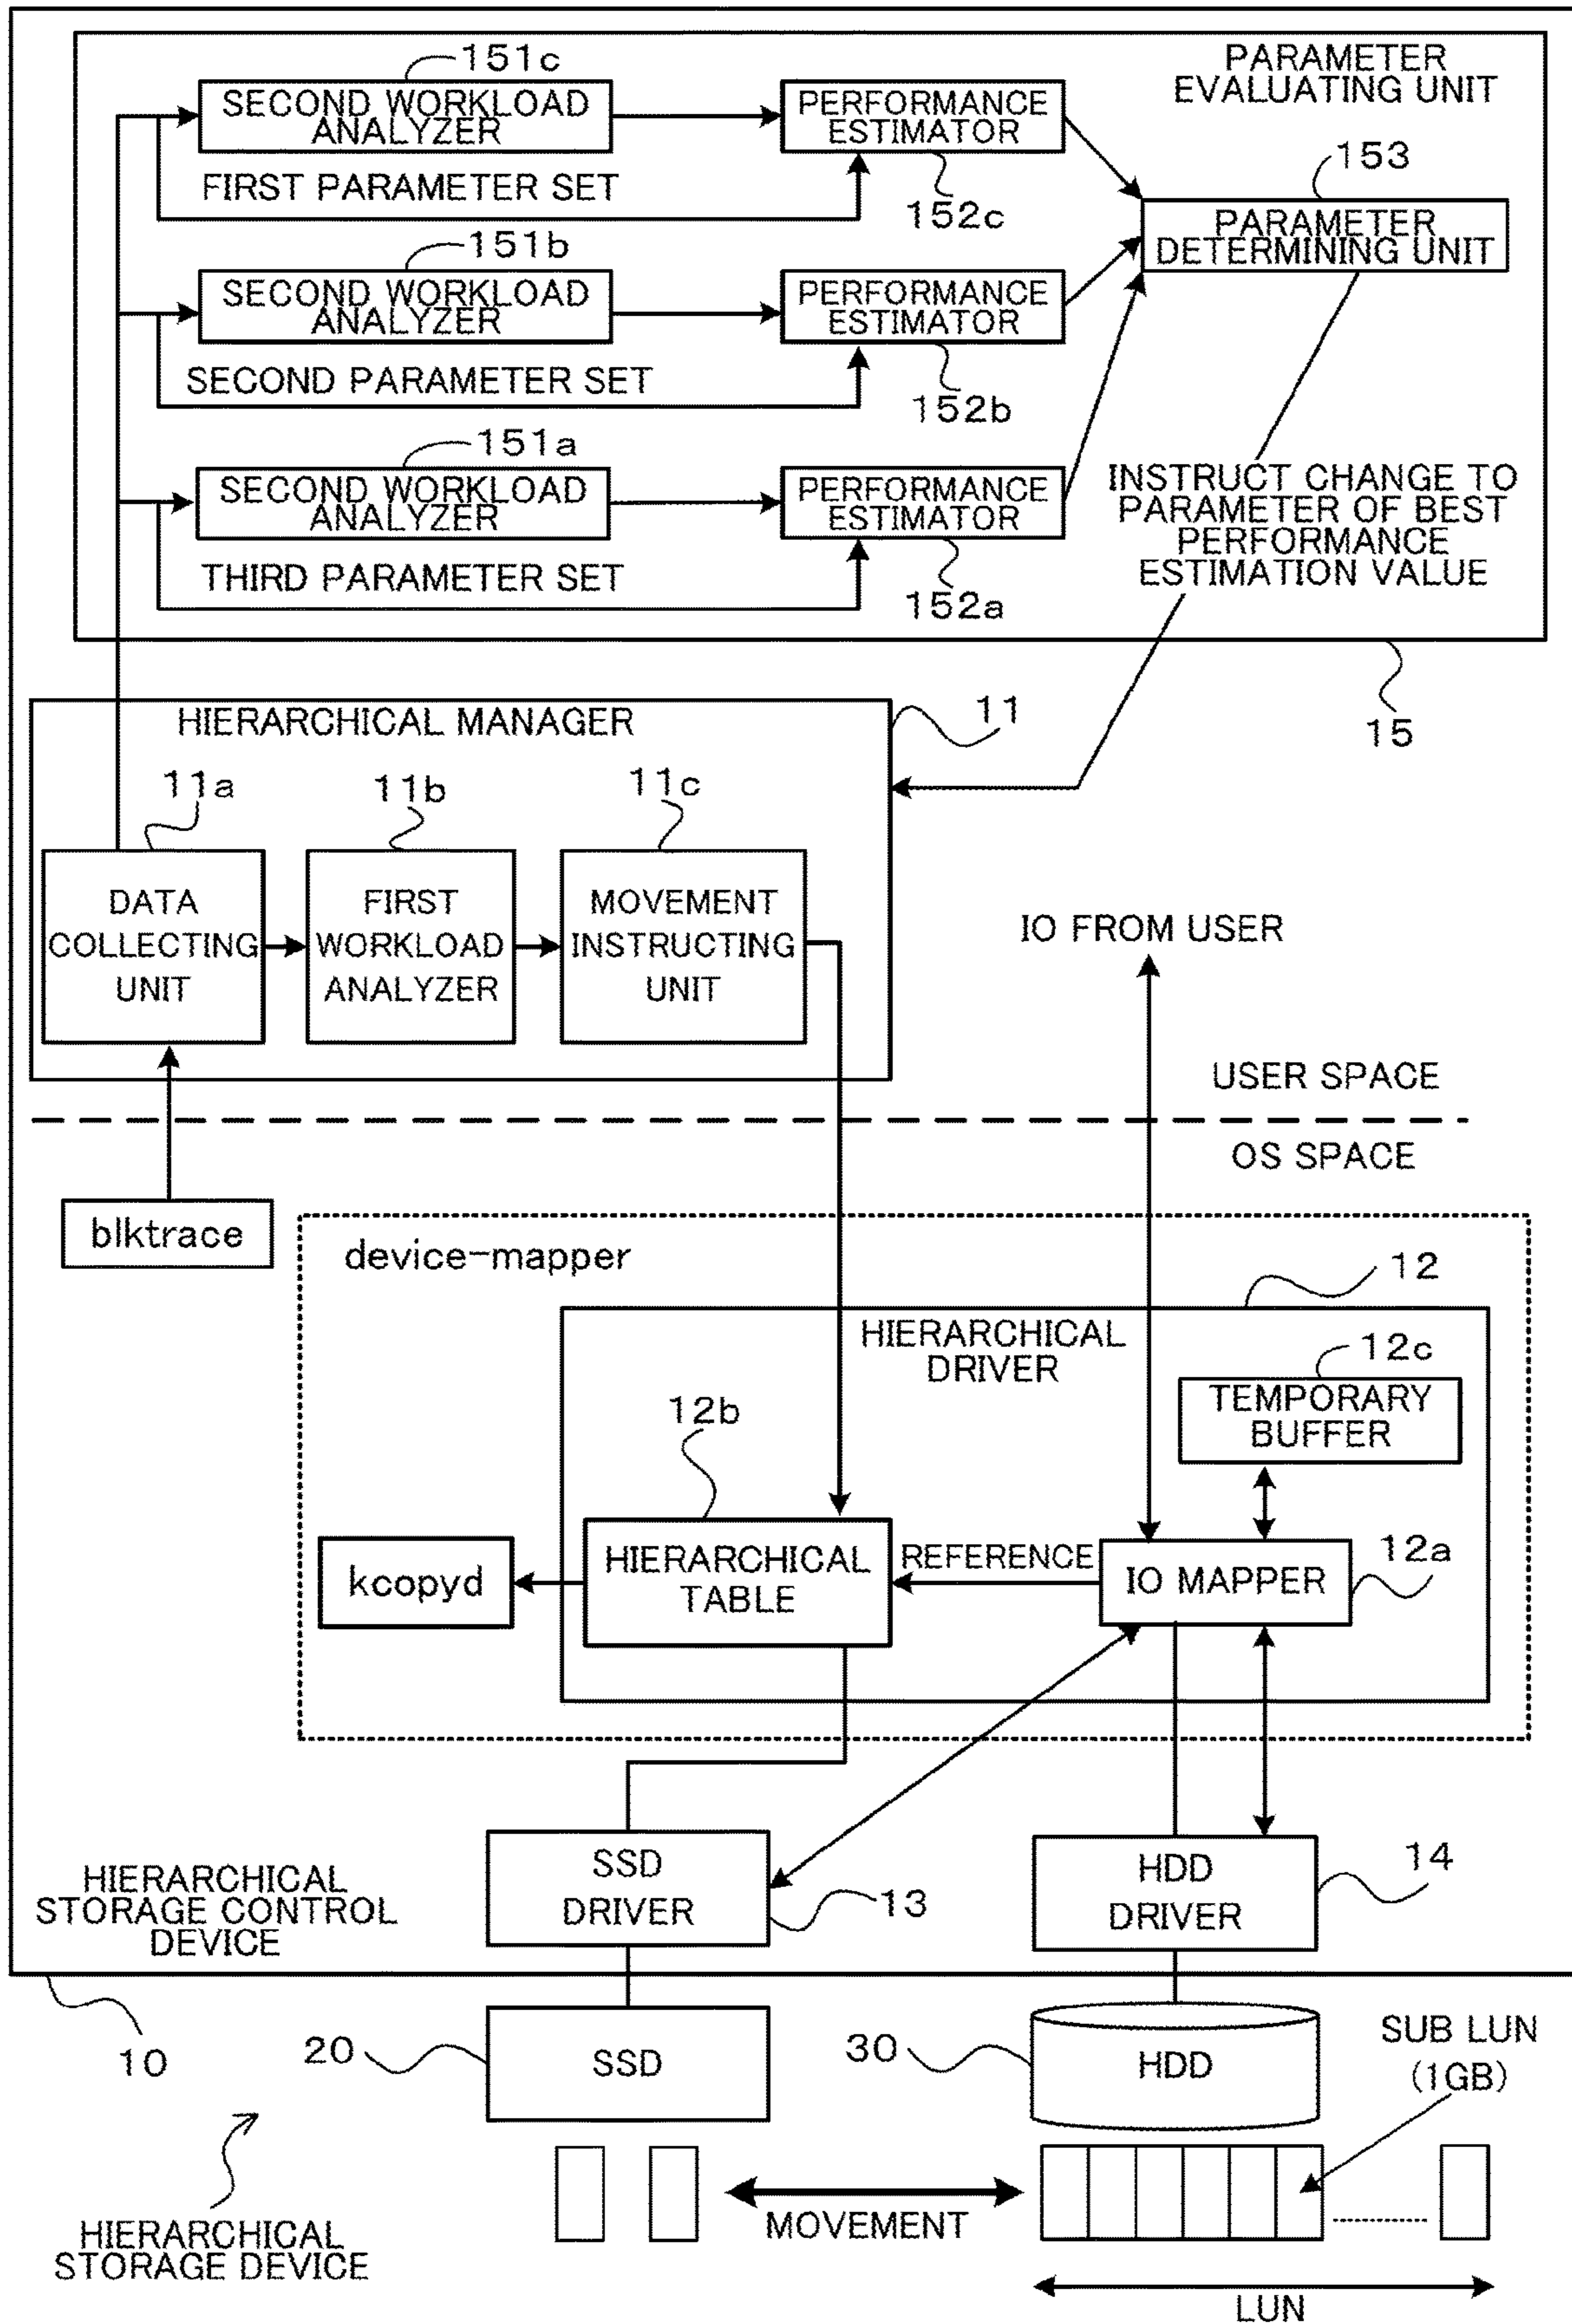 PARAMETER
EVALUATING UNIT
151c
SECOND WORKLOAD
ANALYZER
PERFORMANCE
ESTIMATOR
153
FIRST PARAMETER SET
152c
PARAMETER
DETERMINING UNIT
151b
SECOND WORKLOAD
ANALYZER
PERFORMANCE
ESTIMATOR
SECOND PARAMETER SET
152b
151a
SECOND WORKLOAD
ANALYZER
PERFORMANCE
ESTIMATOR
INSTRUCT CHANGE TO
PARAMETER OF BEST
PERFORMANCE
ESTIMATION VALUE
THIRD PARAMETER SET
152a
15
HIERARCHICAL MANAGER
11
11a
11b
11c
DATA
COLLECTING
UNIT
FIRST
WORKLOAD
ANALYZER
MOVEMENT
INSTRUCTING
UNIT
IO FROM USER
USER SPACE
OS SPACE
blktrace
device-mapper
12
HIERARCHICAL
DRIVER
12c
TEMPORARY
BUFFER
12b
HIERARCHICAL
TABLE
REFERENCE
IO MAPPER
12a
kcopyd
SSD
DRIVER
13
HDD
DRIVER
14
HIERARCHICAL
STORAGE CONTROL
DEVICE
10
20
SSD
30
HDD
SUB LUN
(1GB)
MOVEMENT
HIERARCHICAL
STORAGE DEVICE
LUN